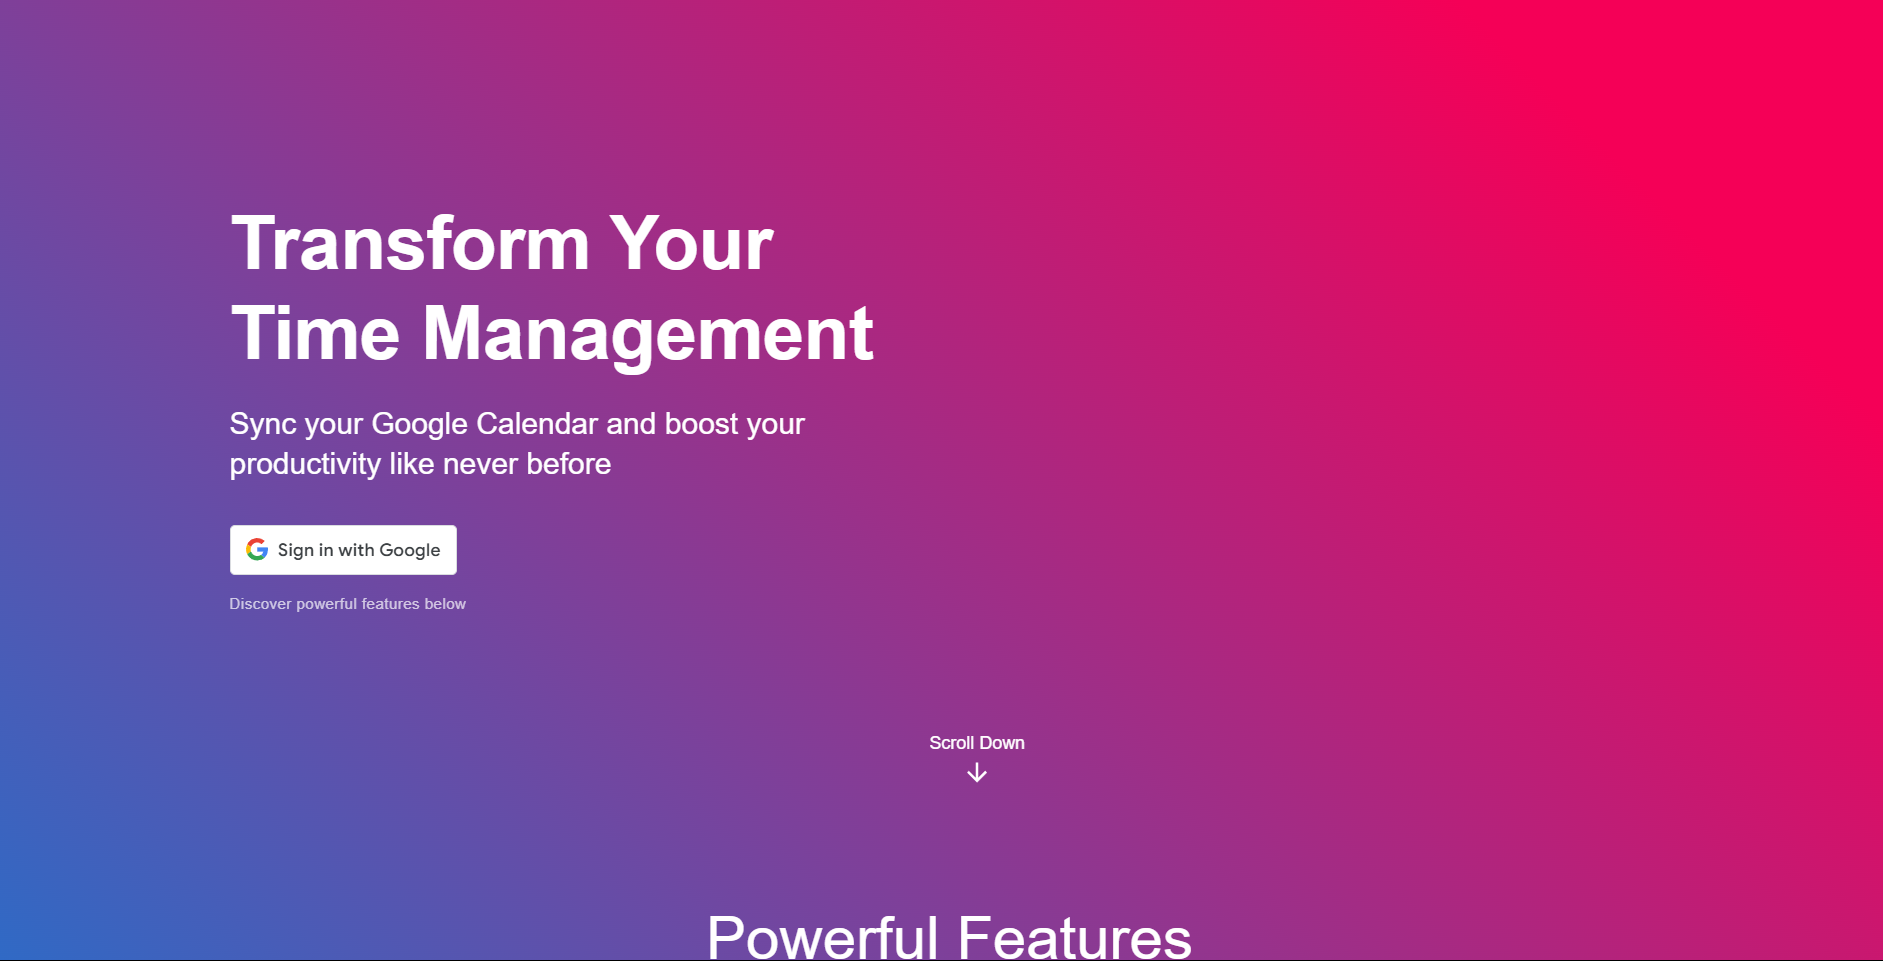 Transform Your
Time Management
Sync your Google Calendar and boost your
productivity like never before
Sign in with Google
Discover powerful features below
Scroll Down
Powerful Features